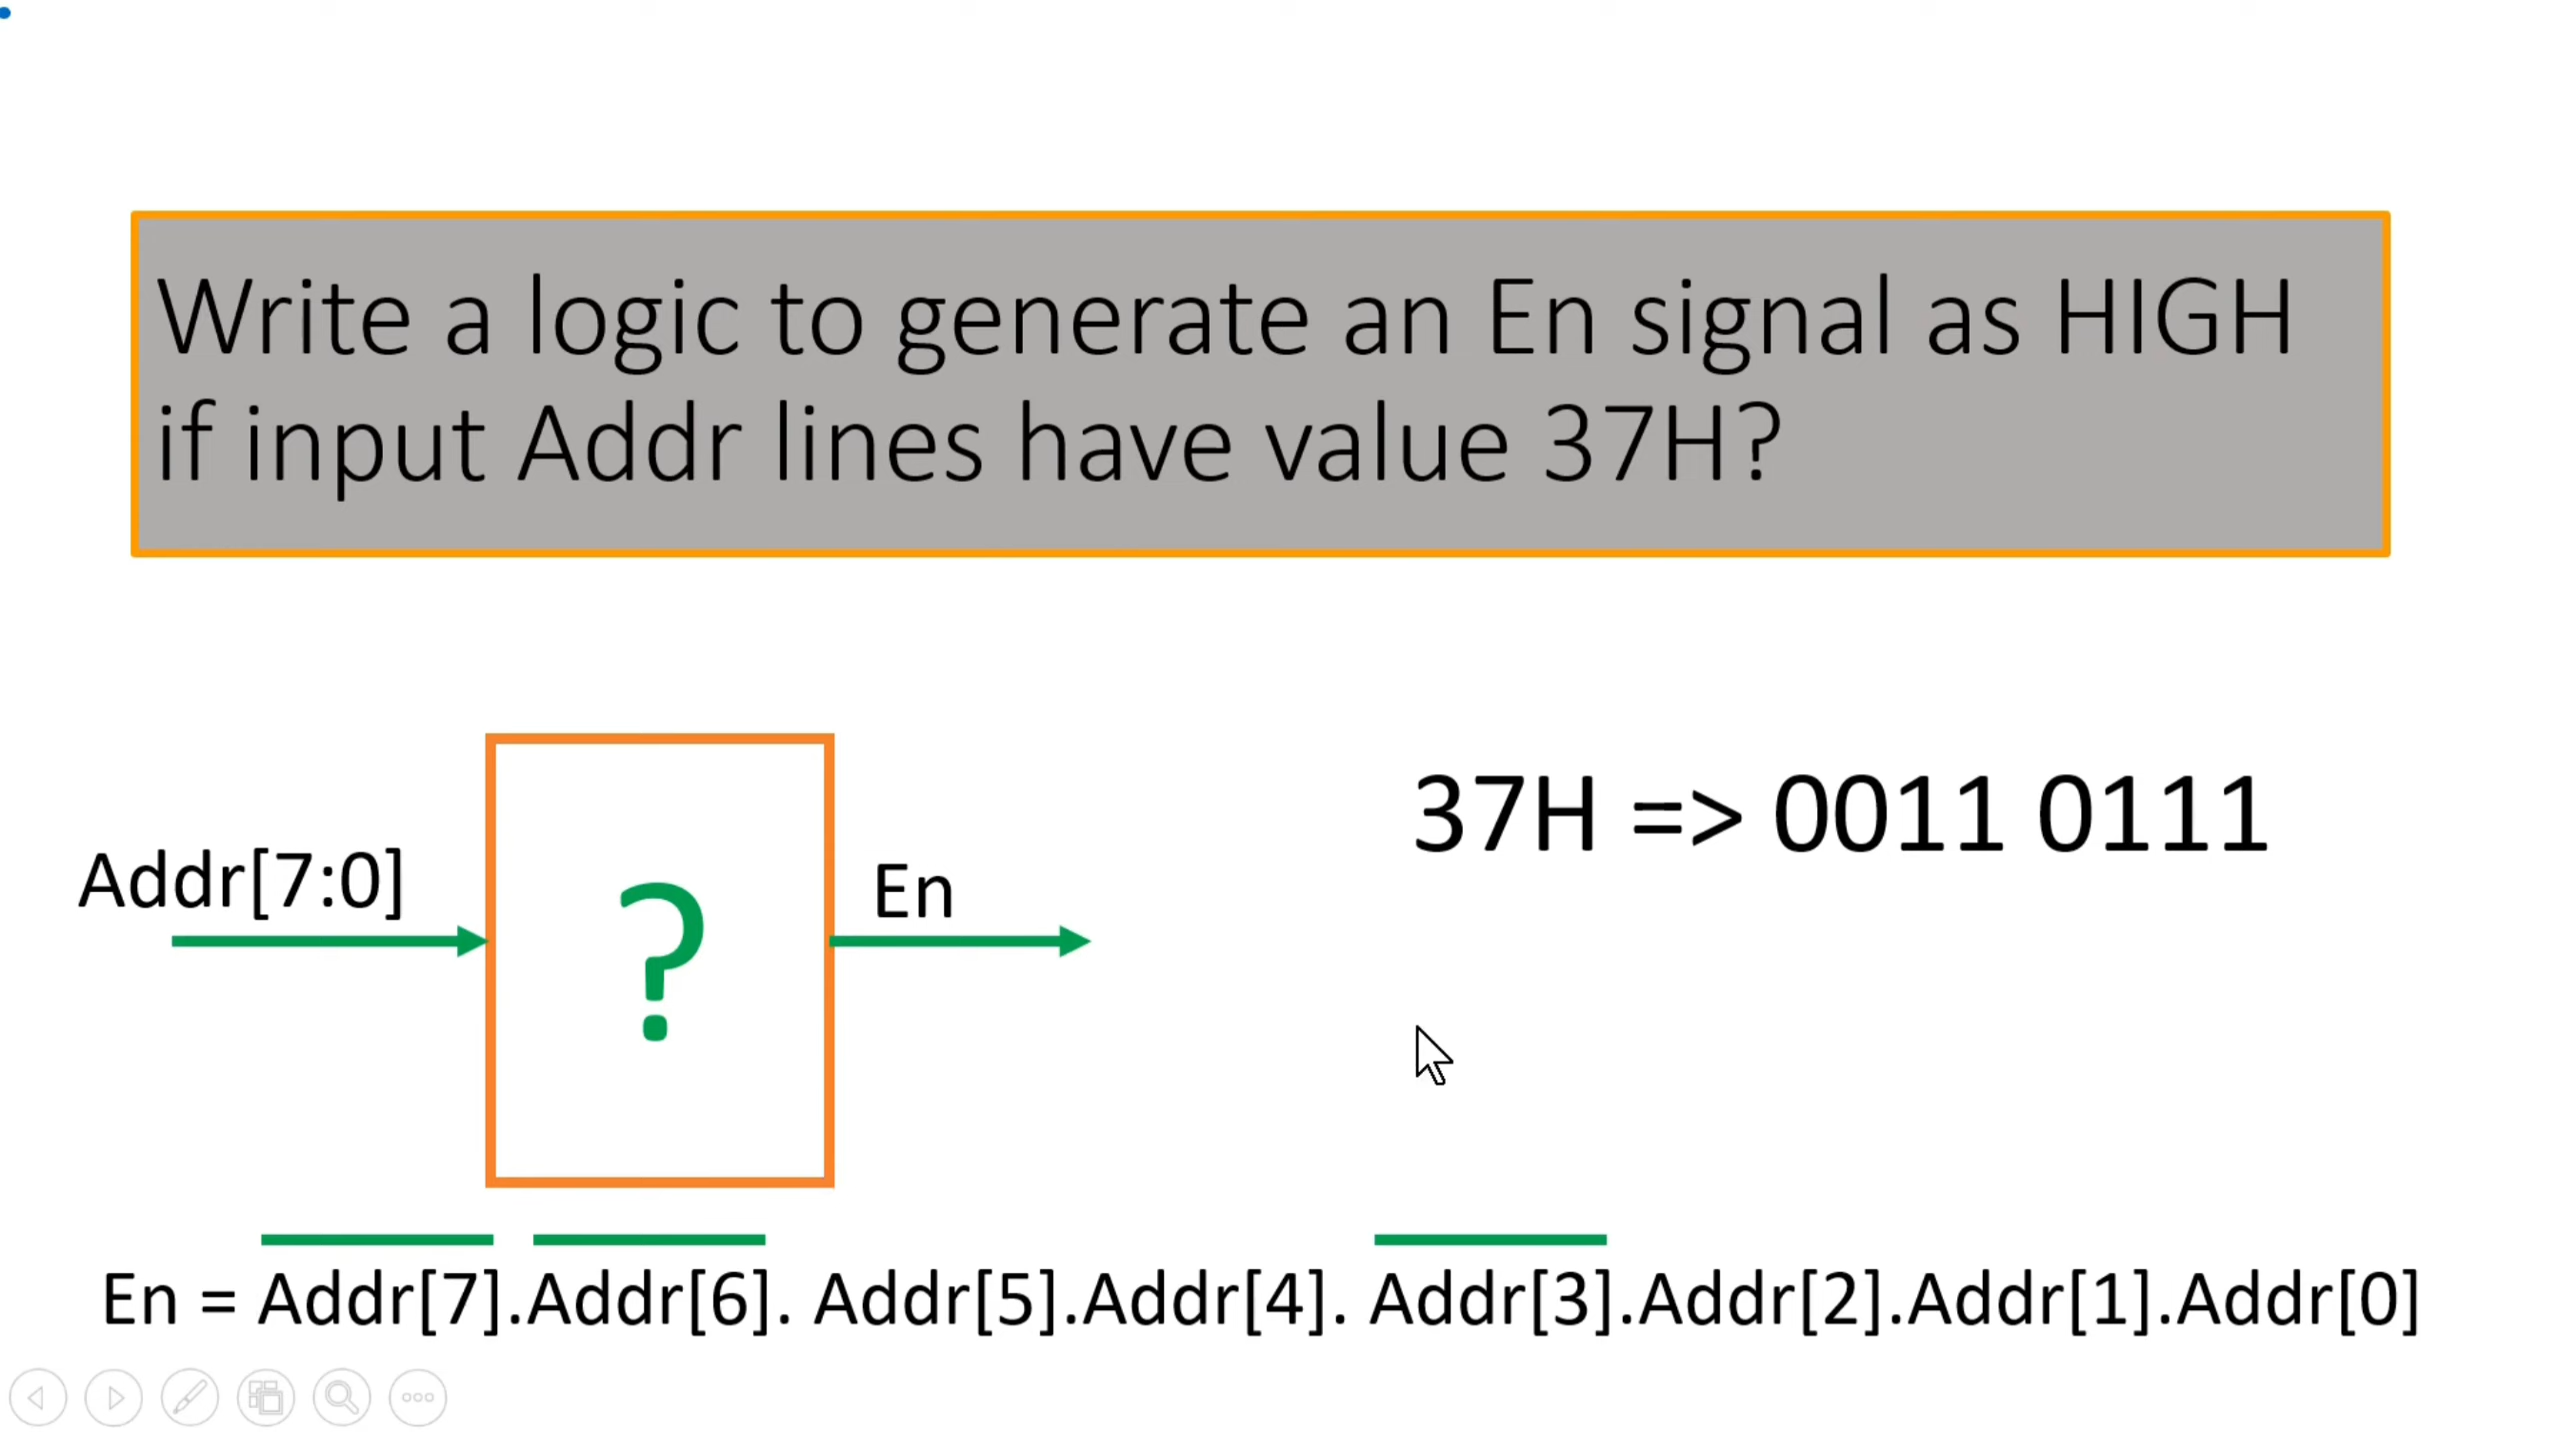 Write a logic to generate an En signal as HIGH
if input Addr lines have value 37H?
37H => 0011 0111
Addr[7:0]
?
En
En = Addr[7].Addr[6]. Addr[5].Addr[4]. Addr[3].Addr[2].Addr[1].Addr[0]